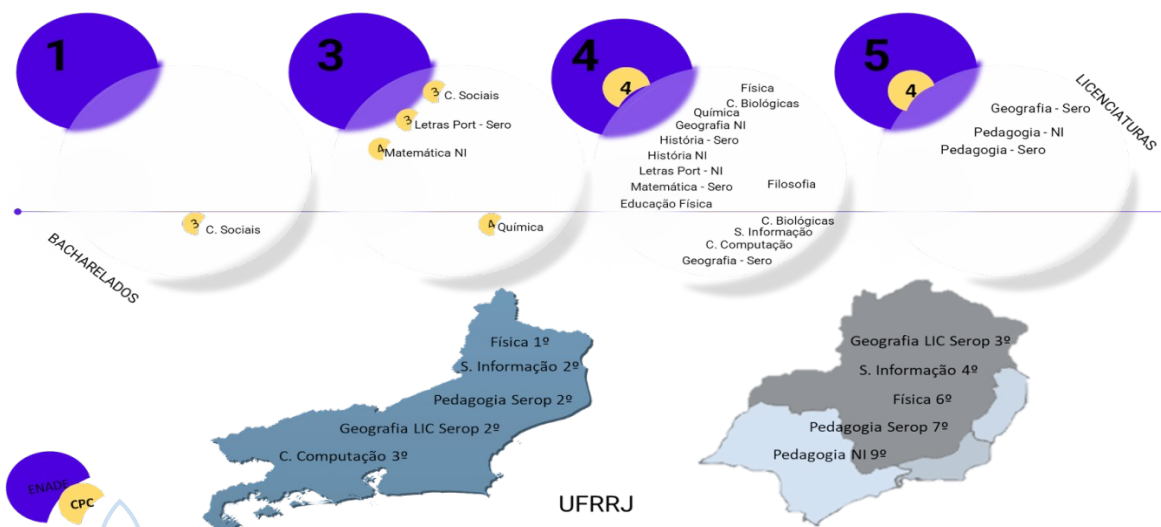 1
3
C. Sociais
BACHARELADOS
3
3
C. Sociais
3
Letras Port - Sero
4
Matemática NI
4
Química
4
4
Física
C. Biológicas
Química
Geografia NI
História - Sero
História NI
Letras Port - NI
Matemática - Sero
Filosofia
Educação Física
C. Biológicas
S. Informação
C. Computação
Geografia - Sero
5
4
LICENCIATURAS
Geografia - Sero
Pedagogia - NI
Pedagogia - Sero
Física 1º
S. Informação 2º
Pedagogia Serop 2º
Geografia LIC Serop 2º
C. Computação 3º
Geografia LIC Serop 3º
S. Informação 4º
Física 6º
Pedagogia Serop 7º
Pedagogia NI 9º
ENADE
CPC
UFRRJ